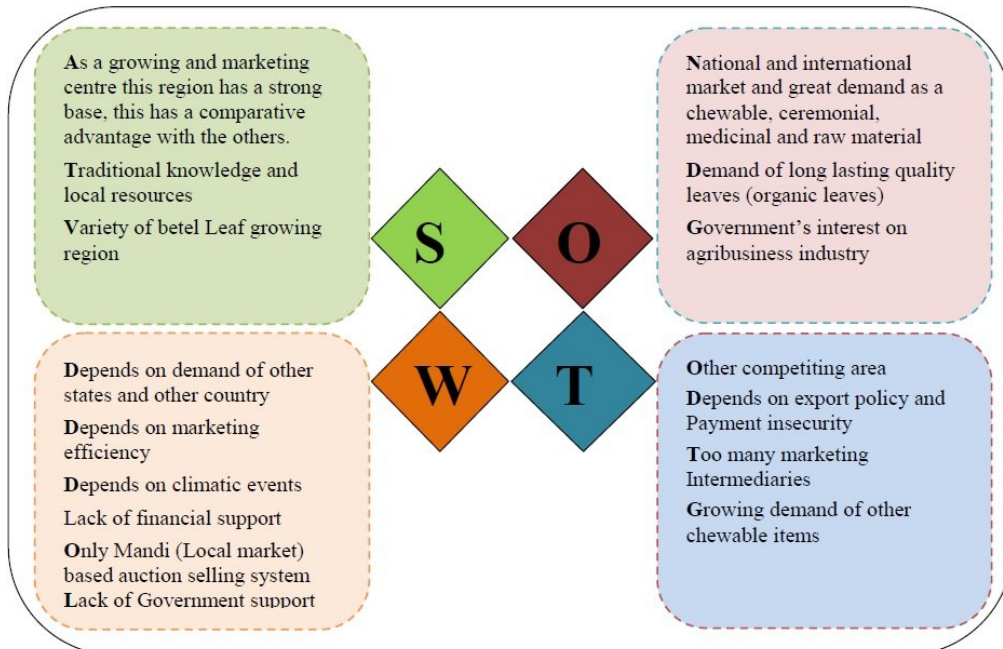 As a growing and marketing
centre this region has a strong
base, this has a comparative
advantage with the others.
Traditional knowledge and
local resources
Variety of betel Leaf growing
region
National and international
market and great demand as a
chewable, ceremonial,
medicinal and raw material
Demand of long lasting quality
leaves (organic leaves)
Government's interest on
agribusiness industry
S
O
W
T
Depends on demand of other
states and other country
Depends on marketing
efficiency
Depends on climatic events
Lack of financial support
Only Mandi (Local market)
based auction selling system
Lack of Government support
Other competiting area
Depends on export policy and
Payment insecurity
Too many marketing
Intermediaries
Growing demand of other
chewable items